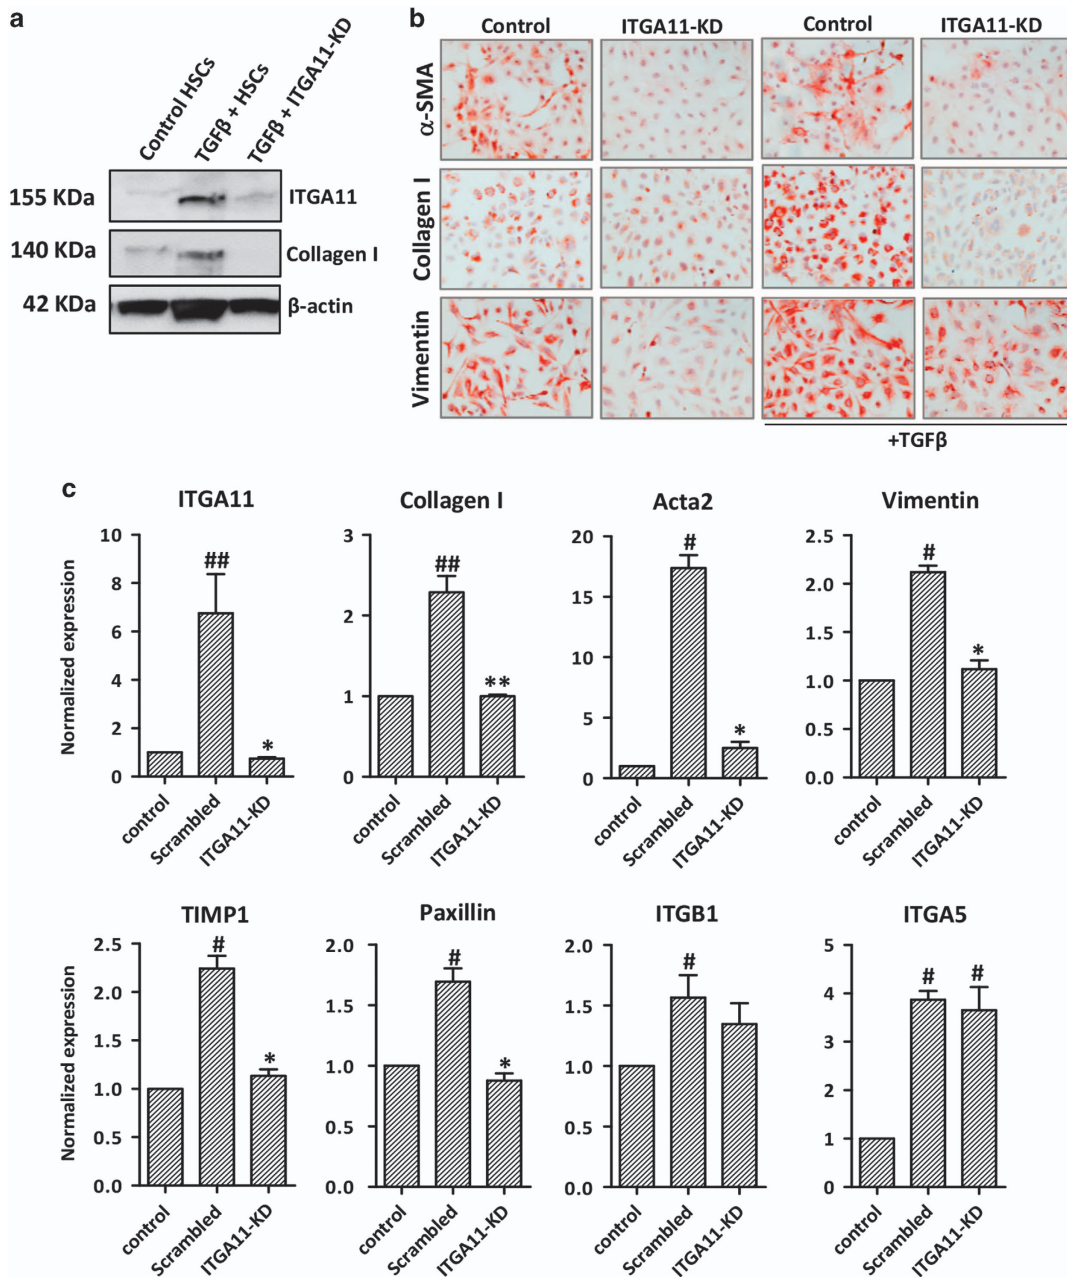 a
Control HSCs
TGFβ + HSCs
TGFβ + ITGA11-KD
155 KDa
ITGA11
140 KDa
Collagen I
42 KDa
β-actin
b
Control
ITGA11-KD
Control
ITGA11-KD
α-SMA
Collagen I
Vimentin
+TGFβ
c
ITGA11
Normalized expression
10
8
6
4
2
0
##
*
control
Scrambled
ITGA11-KD
Collagen I
3
2
1
0
##
**
control
Scrambled
ITGA11-KD
Acta2
20
15
10
5
0
#
*
control
Scrambled
ITGA11-KD
Vimentin
2.5
2.0
1.5
1.0
0.5
0.0
#
*
control
Scrambled
ITGA11-KD
TIMP1
Normalized expression
2.5
2.0
1.5
1.0
0.5
0.0
#
*
control
Scrambled
ITGA11-KD
Paxillin
2.0
1.5
1.0
0.5
0.0
#
*
control
Scrambled
ITGA11-KD
ITGB1
2.0
1.5
1.0
0.5
0.0
#
control
Scrambled
ITGA11-KD
ITGA5
5
4
3
2
1
0
#
#
control
Scrambled
ITGA11-KD